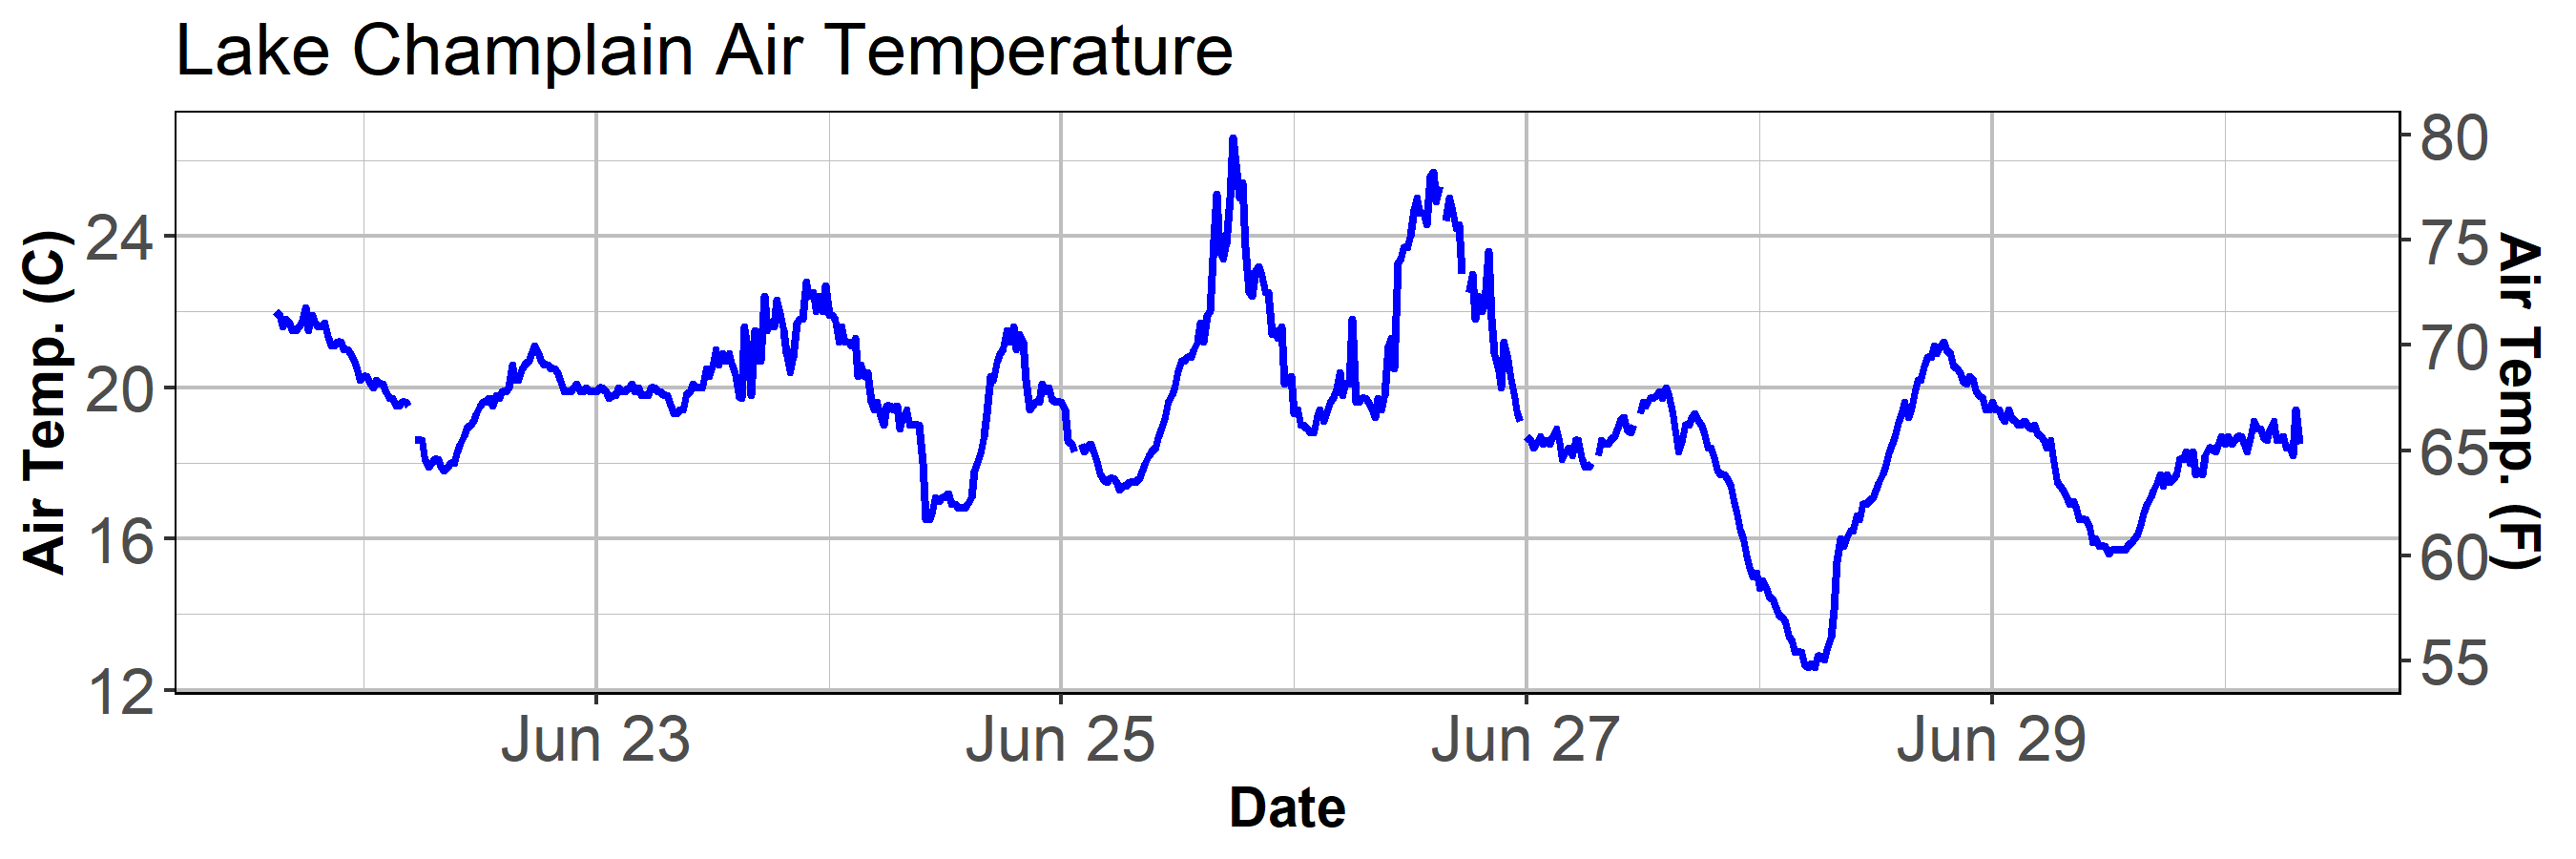 Lake Champlain Air Temperature
Air Temp. (C)
24
20
16
12
80
75
70
65
60
55
Air Temp. (F)
Jun 23
Jun 25
Jun 27
Jun 29
Date